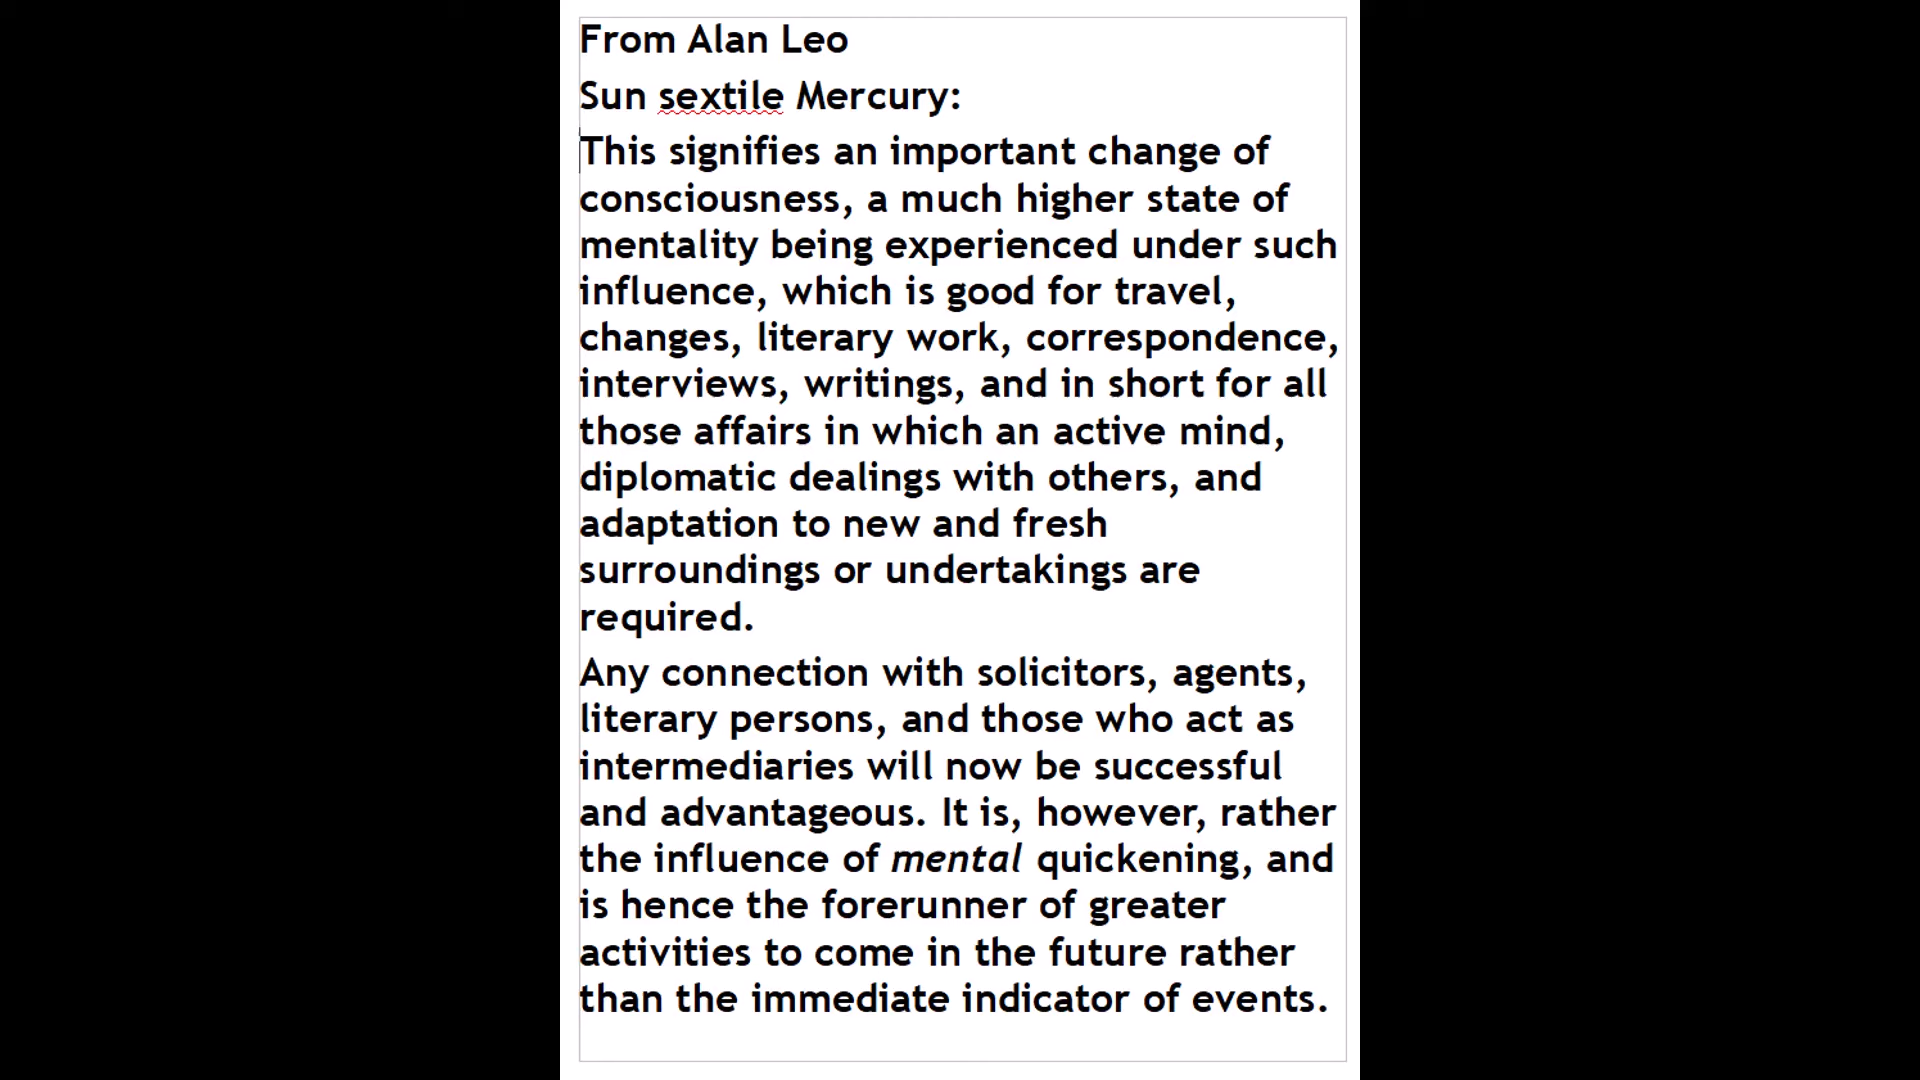 From Alan Leo
Sun sextile Mercury:
This signifies an important change of
consciousness, a much higher state of
mentality being experienced under such
influence, which is good for travel,
changes, literary work, correspondence,
interviews, writings, and in short for all
those affairs in which an active mind,
diplomatic dealings with others, and
adaptation to new and fresh
surroundings or undertakings are
required.
Any connection with solicitors, agents,
literary persons, and those who act as
intermediaries will now be successful
and advantageous. It is, however, rather
the influence of mental quickening, and
is hence the forerunner of greater
activities to come in the future rather
than the immediate indicator of events.